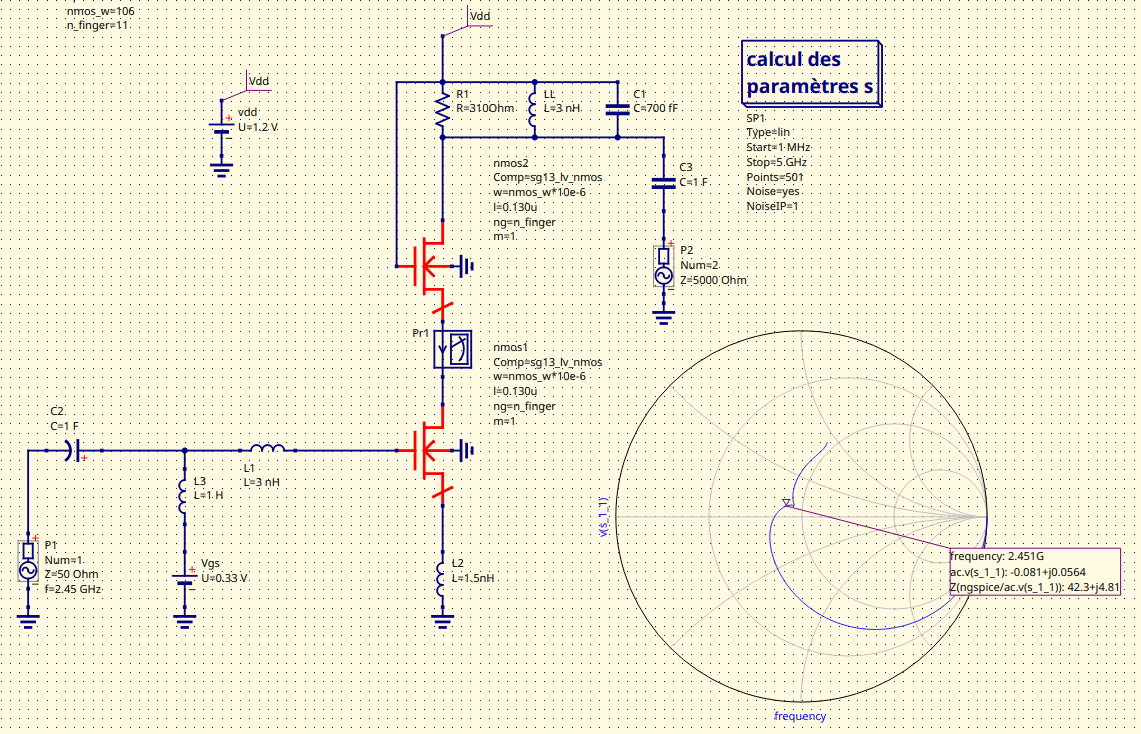 nmos_w=106
n_finger=11
Vdd
Vdd
vdd
U=1.2 V
R1
R=310Ohm
LL
L=3 nH
C1
C=700 fF
calcul des
paramètres s
SP1
Type=lin
Start=1 MHz
Stop=5 GHz
Points=501
Noise=yes
NoiseIP=1
nmos2
Comp=sg13_lv_nmos
w=nmos_w*10e-6
l=0.130u
ng=n_finger
m=1
C3
C=1 F
P2
Num=2
Z=5000 Ohm
Pr1
nmos1
Comp=sg13_lv_nmos
w=nmos_w*10e-6
l=0.130u
ng=n_finger
m=1
C2
C=1 F
L1
L=3 nH
L3
L=1 H
P1
Num=1
Z=50 Ohm
f=2.45 GHz
Vgs
U=0.33 V
L2
L=1.5nH
v(s_1_1)
frequency: 2.451G
ac.v(s_1_1): -0.081+j0.0564
Z(ngspice/ac.v(s_1_1)): 42.3+j4.81
frequency